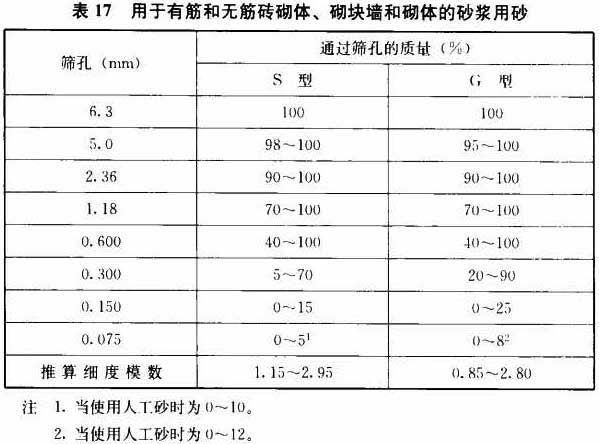 表 17 用于有筋和无筋砖砌体、砌块墙和砌体的砂浆用砂
筛孔（mm） 通过筛孔的质量（%）
S 型 G 型
6.3 100 100
5.0 98～100 95～100
2.36 90～100 90～100
1.18 70～100 70～100
0.600 40～100 40～100
0.300 5～70 20～90
0.150 0～15 0～25
0.075 0～5¹ 0～8²
推算细度模数 1.15～2.95 0.85～2.80
注 1. 当使用人工砂时为 0～10。
2. 当使用人工砂时为 0～12。